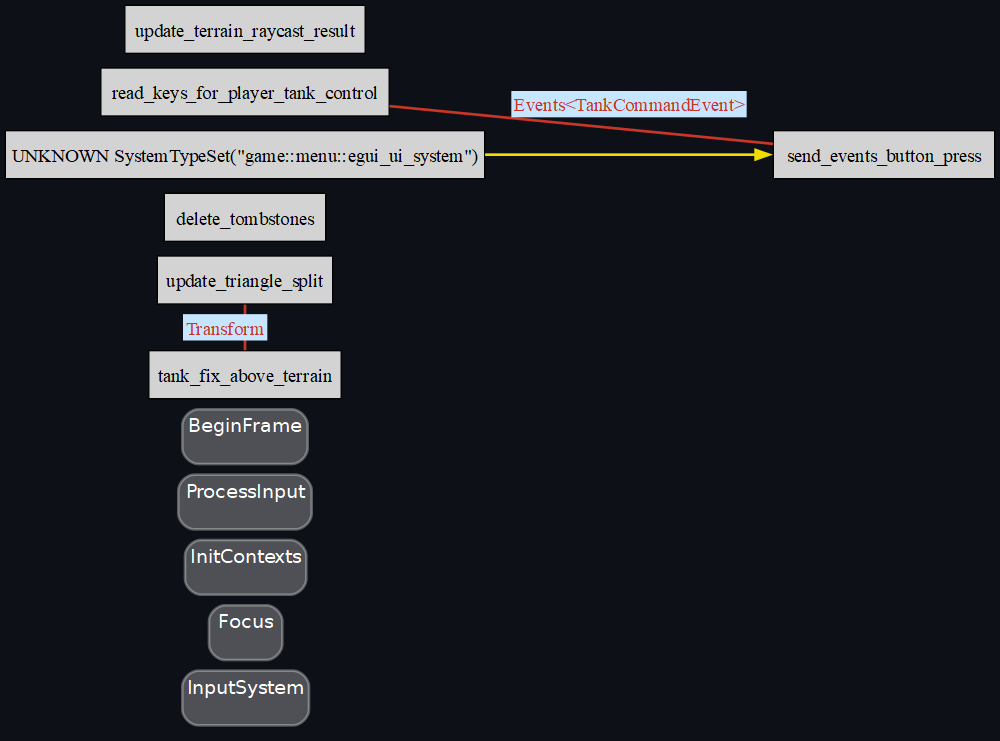 update_terrain_raycast_result
read_keys_for_player_tank_control
Events<TankCommandEvent>
UNKNOWN SystemTypeSet("game::menu::egui_ui_system")
send_events_button_press
delete_tombstones
update_triangle_split
Transform
tank_fix_above_terrain
BeginFrame
ProcessInput
InitContexts
Focus
InputSystem